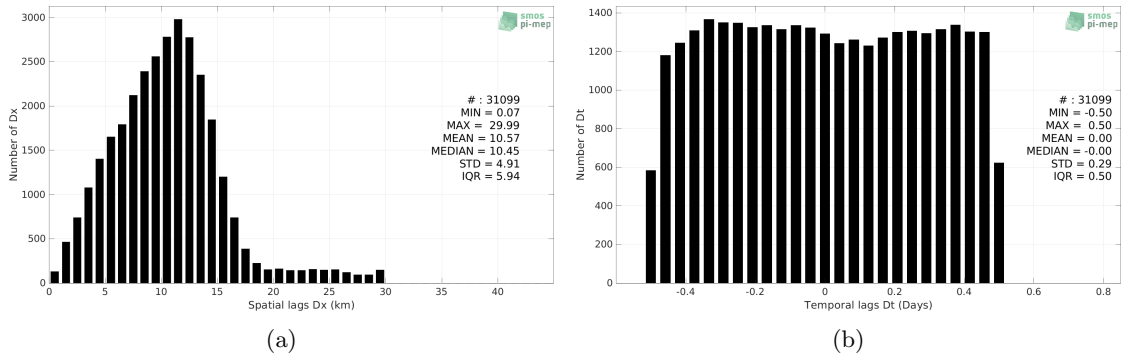 3000
2500
2000
1500
1000
500
0
Number of Dx
0 5 10 15 20 25 30 35 40
Spatial lags Dx (km)
smos
pi-mep
# : 31099
MIN = 0.07
MAX = 29.99
MEAN = 10.57
MEDIAN = 10.45
STD = 4.91
IQR = 5.94
(a)
1400
1200
1000
800
600
400
200
0
Number of Dt
-0.4 -0.2 0 0.2 0.4 0.6 0.8
Temporal lags Dt (Days)
smos
pi-mep
# : 31099
MIN = -0.50
MAX = 0.50
MEAN = 0.00
MEDIAN = -0.00
STD = 0.29
IQR = 0.50
(b)